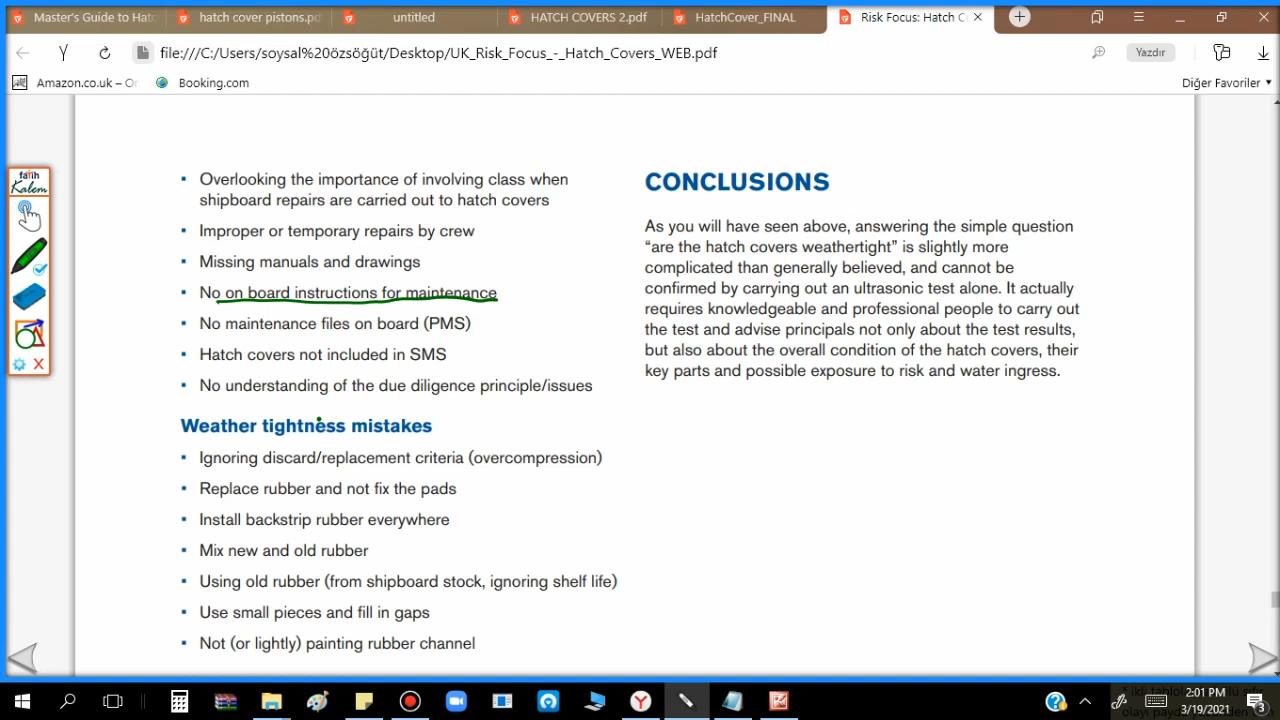 Master's Guide to Hatc
hatch cover pistons.pd
untitled
HATCH COVERS 2.pdf
HatchCover_FINAL
Risk Focus: Hatch C
file:///C:/Users/soysal%20özsöğüt/Desktop/UK_Risk_Focus_-_Hatch_Covers_WEB.pdf
Yazdır
Amazon.co.uk – Or
Booking.com
Diğer Favoriler
fatih
Kalem
• Overlooking the importance of involving class when
shipboard repairs are carried out to hatch covers
• Improper or temporary repairs by crew
• Missing manuals and drawings
• No on board instructions for maintenance
• No maintenance files on board (PMS)
• Hatch covers not included in SMS
• No understanding of the due diligence principle/issues
Weather tightness mistakes
• Ignoring discard/replacement criteria (overcompression)
• Replace rubber and not fix the pads
• Install backstrip rubber everywhere
• Mix new and old rubber
• Using old rubber (from shipboard stock, ignoring shelf life)
• Use small pieces and fill in gaps
• Not (or lightly) painting rubber channel
CONCLUSIONS
As you will have seen above, answering the simple question
“are the hatch covers weathertight” is slightly more
complicated than generally believed, and cannot be
confirmed by carrying out an ultrasonic test alone. It actually
requires knowledgeable and professional people to carry out
the test and advise principals not only about the test results,
but also about the overall condition of the hatch covers, their
key parts and possible exposure to risk and water ingress.
2:01 PM
3/19/2021
3